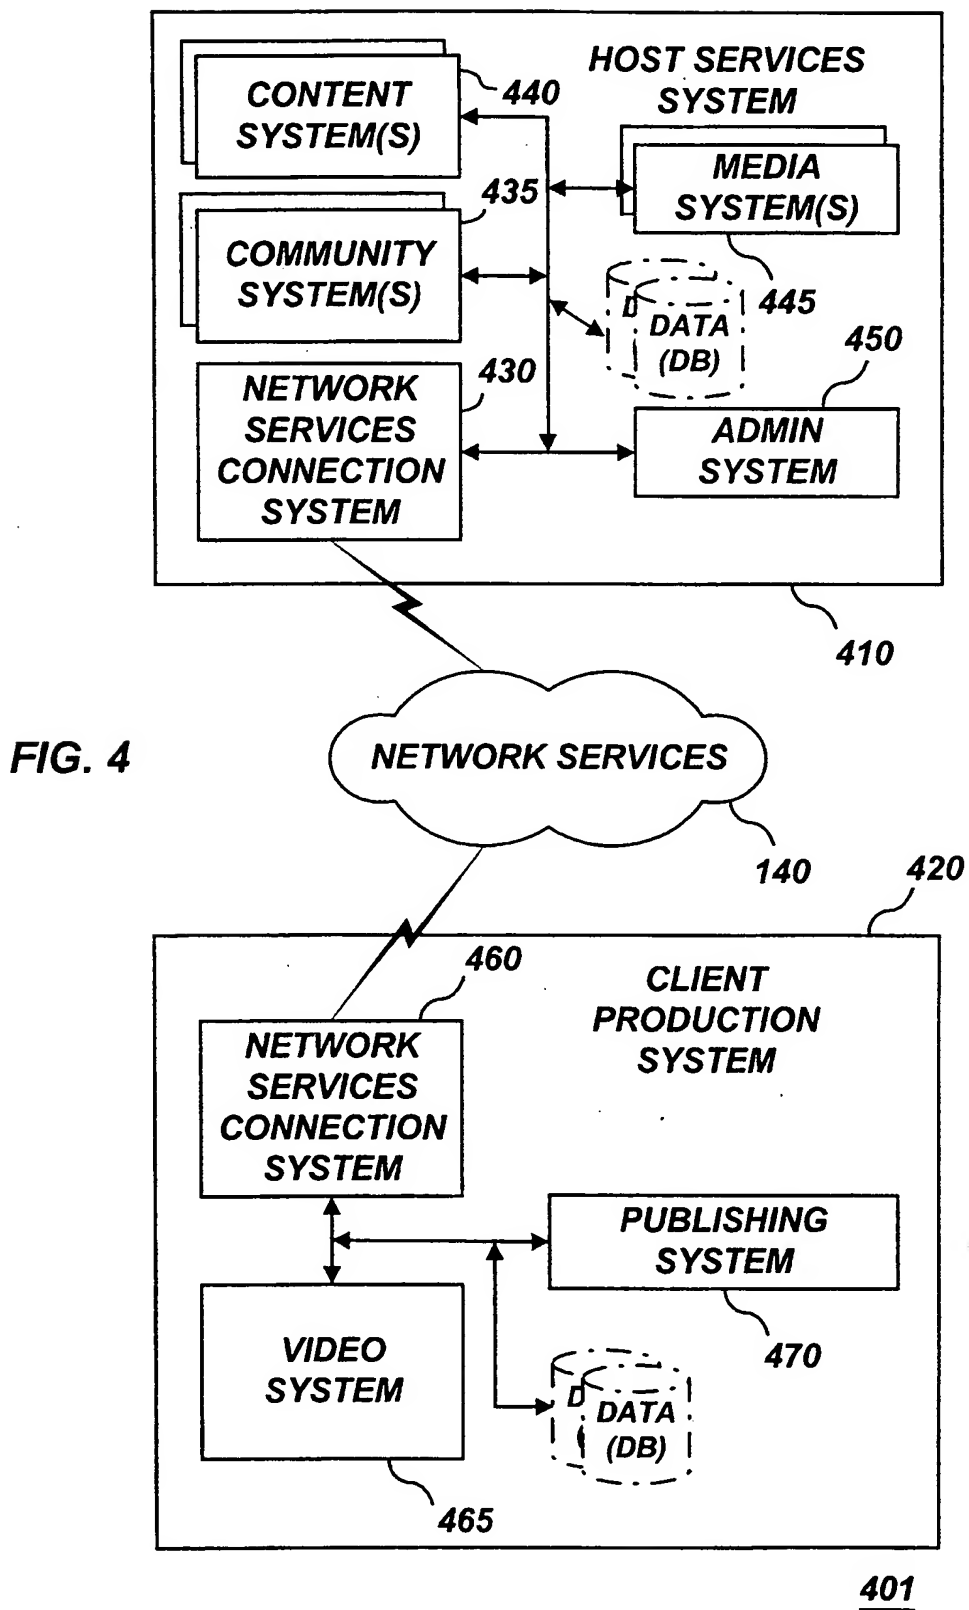 HOST SERVICES
SYSTEM
CONTENT
SYSTEM(S)
440
MEDIA
SYSTEM(S)
445
COMMUNITY
SYSTEM(S)
435
D
DATA
(DB)
NETWORK
SERVICES
CONNECTION
SYSTEM
430
ADMIN
SYSTEM
450
410
FIG. 4
NETWORK SERVICES
140
420
CLIENT
PRODUCTION
SYSTEM
460
NETWORK
SERVICES
CONNECTION
SYSTEM
PUBLISHING
SYSTEM
470
VIDEO
SYSTEM
465
D
(
DATA
(DB)
401